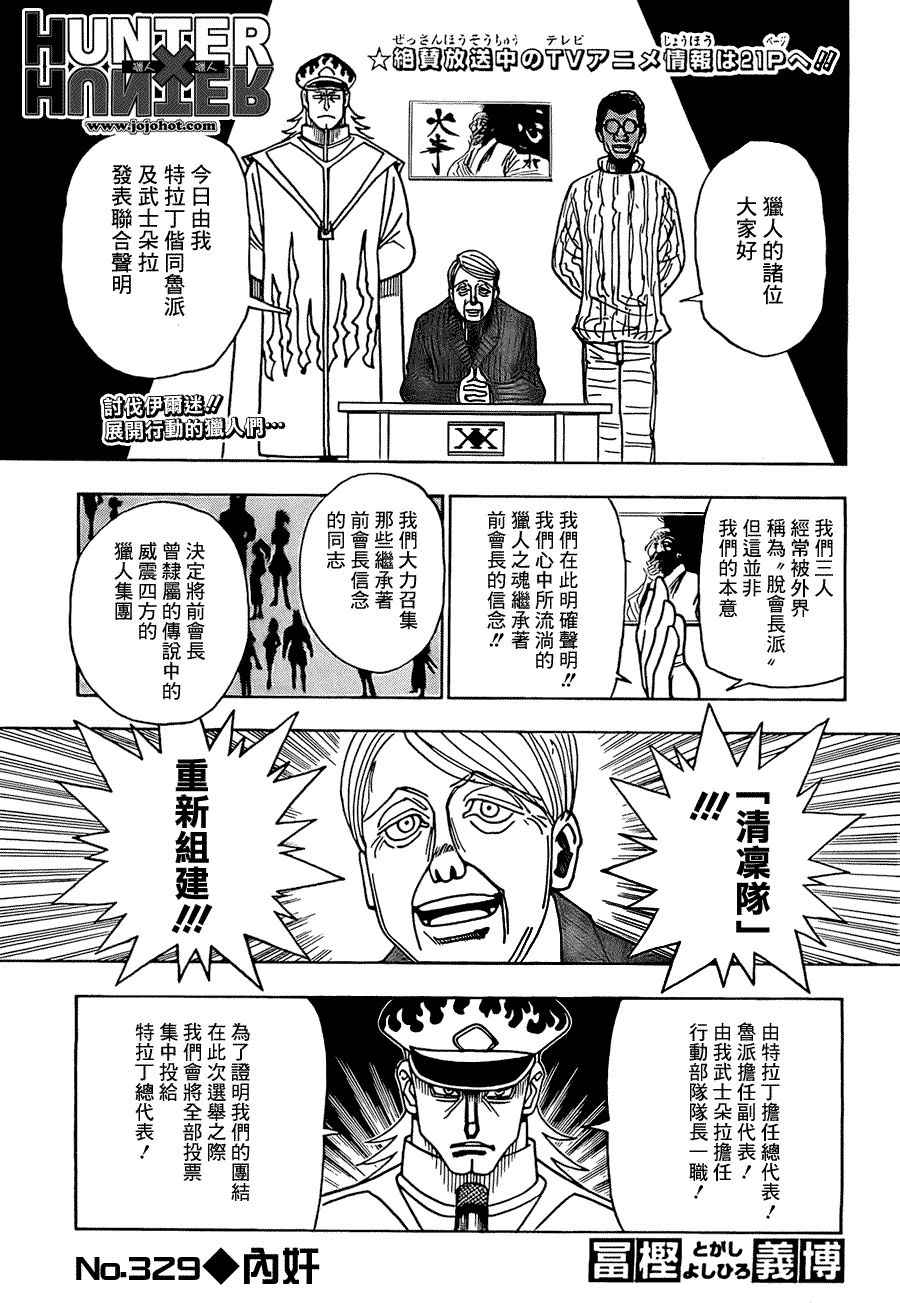 HUNTER
HUNTER
獵人 獵人
www.jojohot.com
ぜっさんほうそうちゅう テレビ じょうほう ページ
☆絶賛放送中のTVアニメ情報は21Pへ!!
獵人的諸位
大家好
心
火
今日由我
特拉丁偕同魯派
及武士朵拉
發表聯合聲明
討伐伊爾迷!!
展開行動的獵人們…
我們三人
經常被外界
稱為〝脫會長派〟
但這並非
我們的本意
我們在此明確聲明!!
我們心中所流淌的
獵人之魂繼承著
前會長的信念!!
我們大力召集
那些繼承著
前會長信念
的同志
決定將前會長
曾隸屬的傳說中的
威震四方的
獵人集團
「清凜隊」
!!!
重新組建!!!
由特拉丁擔任總代表!
魯派擔任副代表!
由我武士朵拉擔任
行動部隊隊長一職!
為了證明我們的團結
在此次選舉之際
我們會將全部投票
集中投給
特拉丁總代表!
No.329◆內奸
冨樫義博
とがし
よしひろ